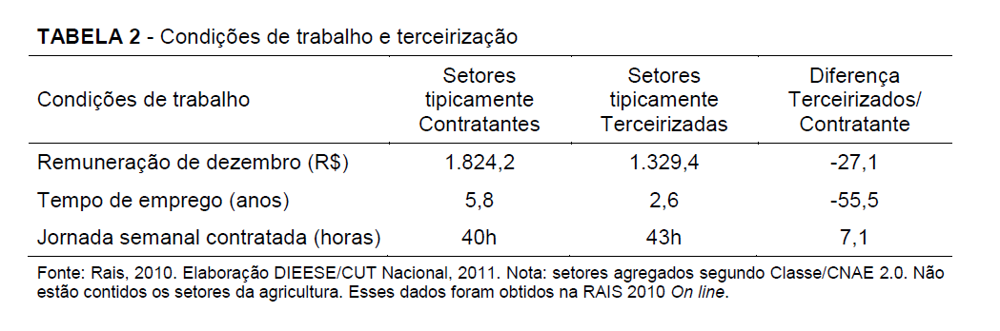 TABELA 2 - Condições de trabalho e terceirização
Condições de trabalho Setores tipicamente Contratantes Setores tipicamente Terceirizadas Diferença Terceirizados/ Contratante
Remuneração de dezembro (R$) 1.824,2 1.329,4 -27,1
Tempo de emprego (anos) 5,8 2,6 -55,5
Jornada semanal contratada (horas) 40h 43h 7,1
Fonte: Rais, 2010. Elaboração DIEESE/CUT Nacional, 2011. Nota: setores agregados segundo Classe/CNAE 2.0. Não
estão contidos os setores da agricultura. Esses dados foram obtidos na RAIS 2010 On line.